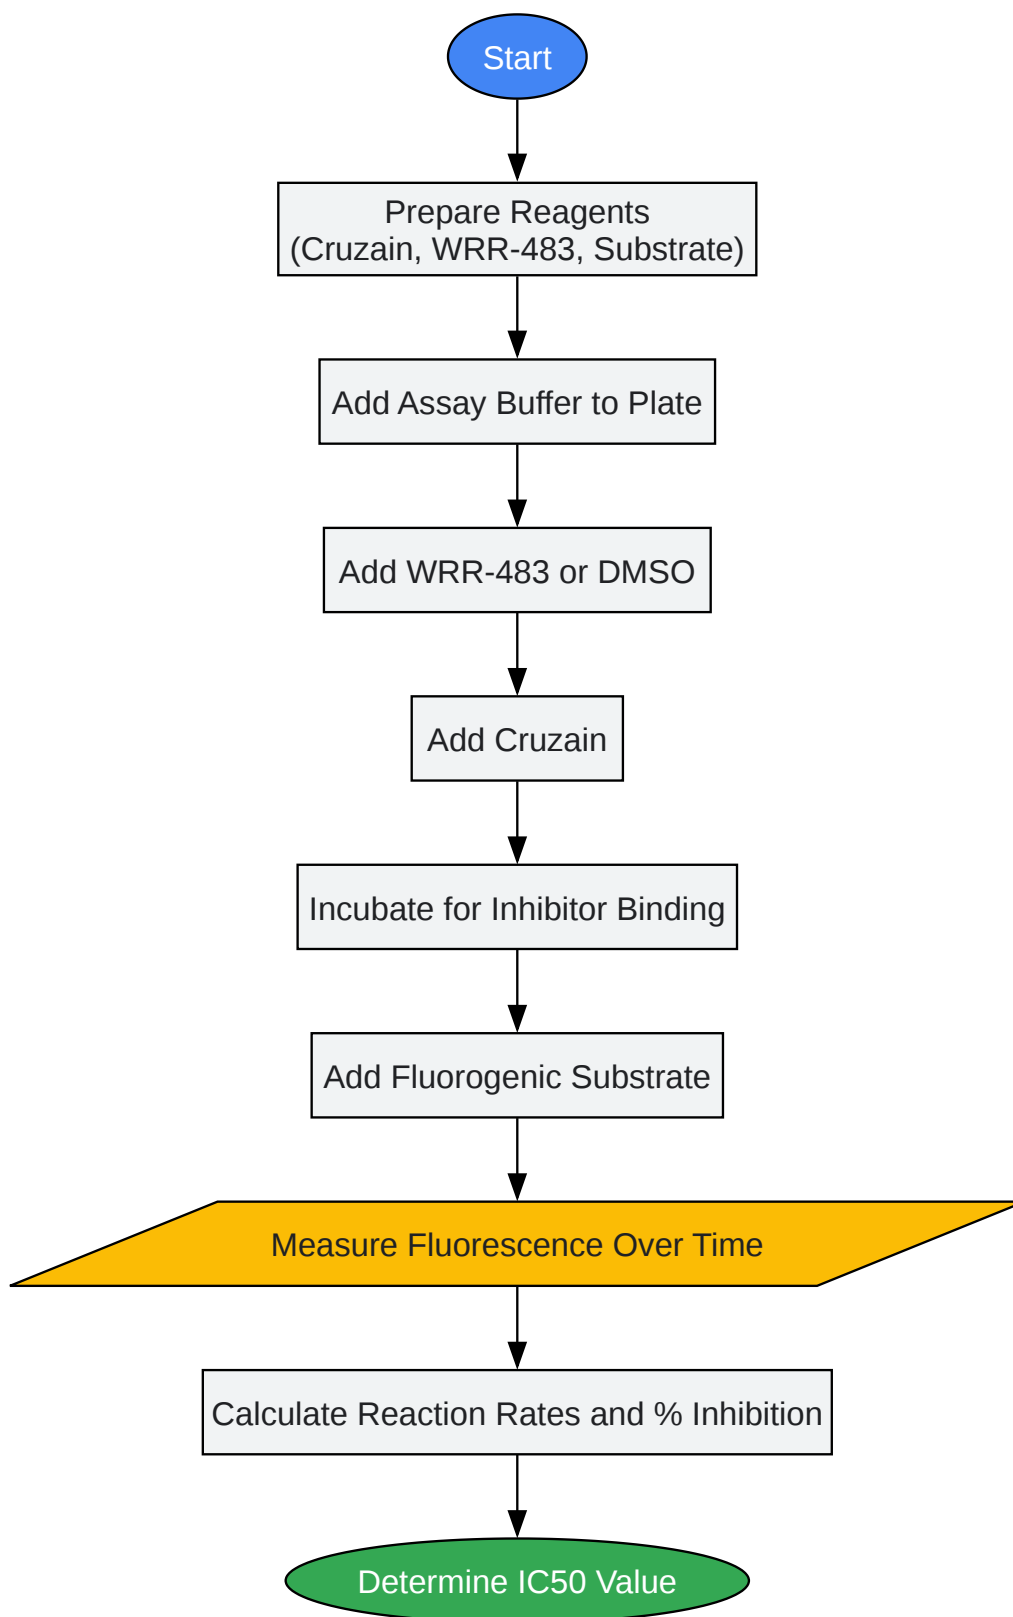 Start
Prepare Reagents
(Cruzain, WRR-483, Substrate)
Add Assay Buffer to Plate
Add WRR-483 or DMSO
Add Cruzain
Incubate for Inhibitor Binding
Add Fluorogenic Substrate
Measure Fluorescence Over Time
Calculate Reaction Rates and % Inhibition
Determine IC50 Value